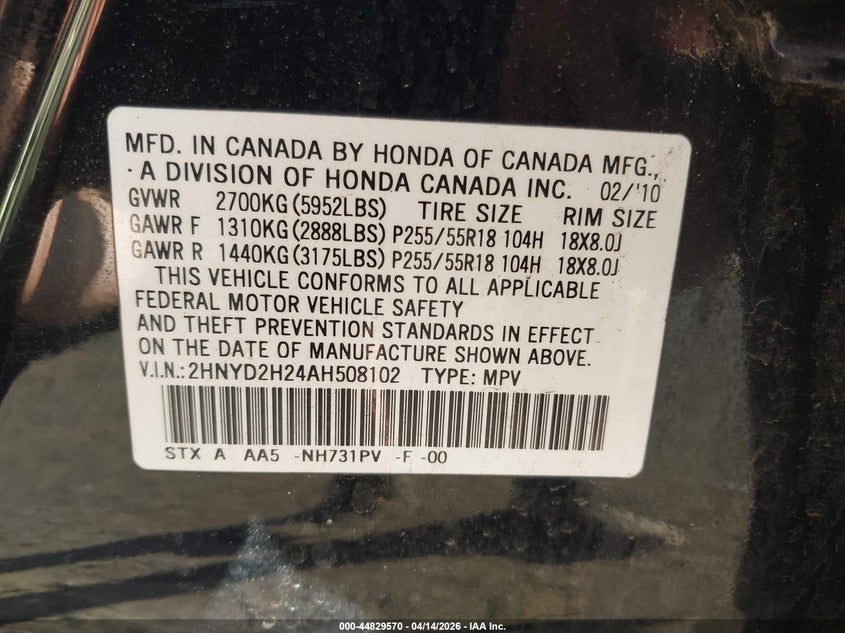 MFD. IN CANADA BY HONDA OF CANADA MFG.,
A DIVISION OF HONDA CANADA INC. 02/'10
GVWR 2700KG (5952LBS) TIRE SIZE RIM SIZE
GAWR F 1310KG (2888LBS) P255/55R18 104H 18X8.0J
GAWR R 1440KG (3175LBS) P255/55R18 104H 18X8.0J
THIS VEHICLE CONFORMS TO ALL APPLICABLE
FEDERAL MOTOR VEHICLE SAFETY
AND THEFT PREVENTION STANDARDS IN EFFECT
ON THE DATE OF MANUFACTURE SHOWN ABOVE.
V.I.N.:2HNYD2H24AH508102 TYPE: MPV
STX A AA5 -NH731PV -F -00
000-44829570 - 04/14/2026 - IAA Inc.